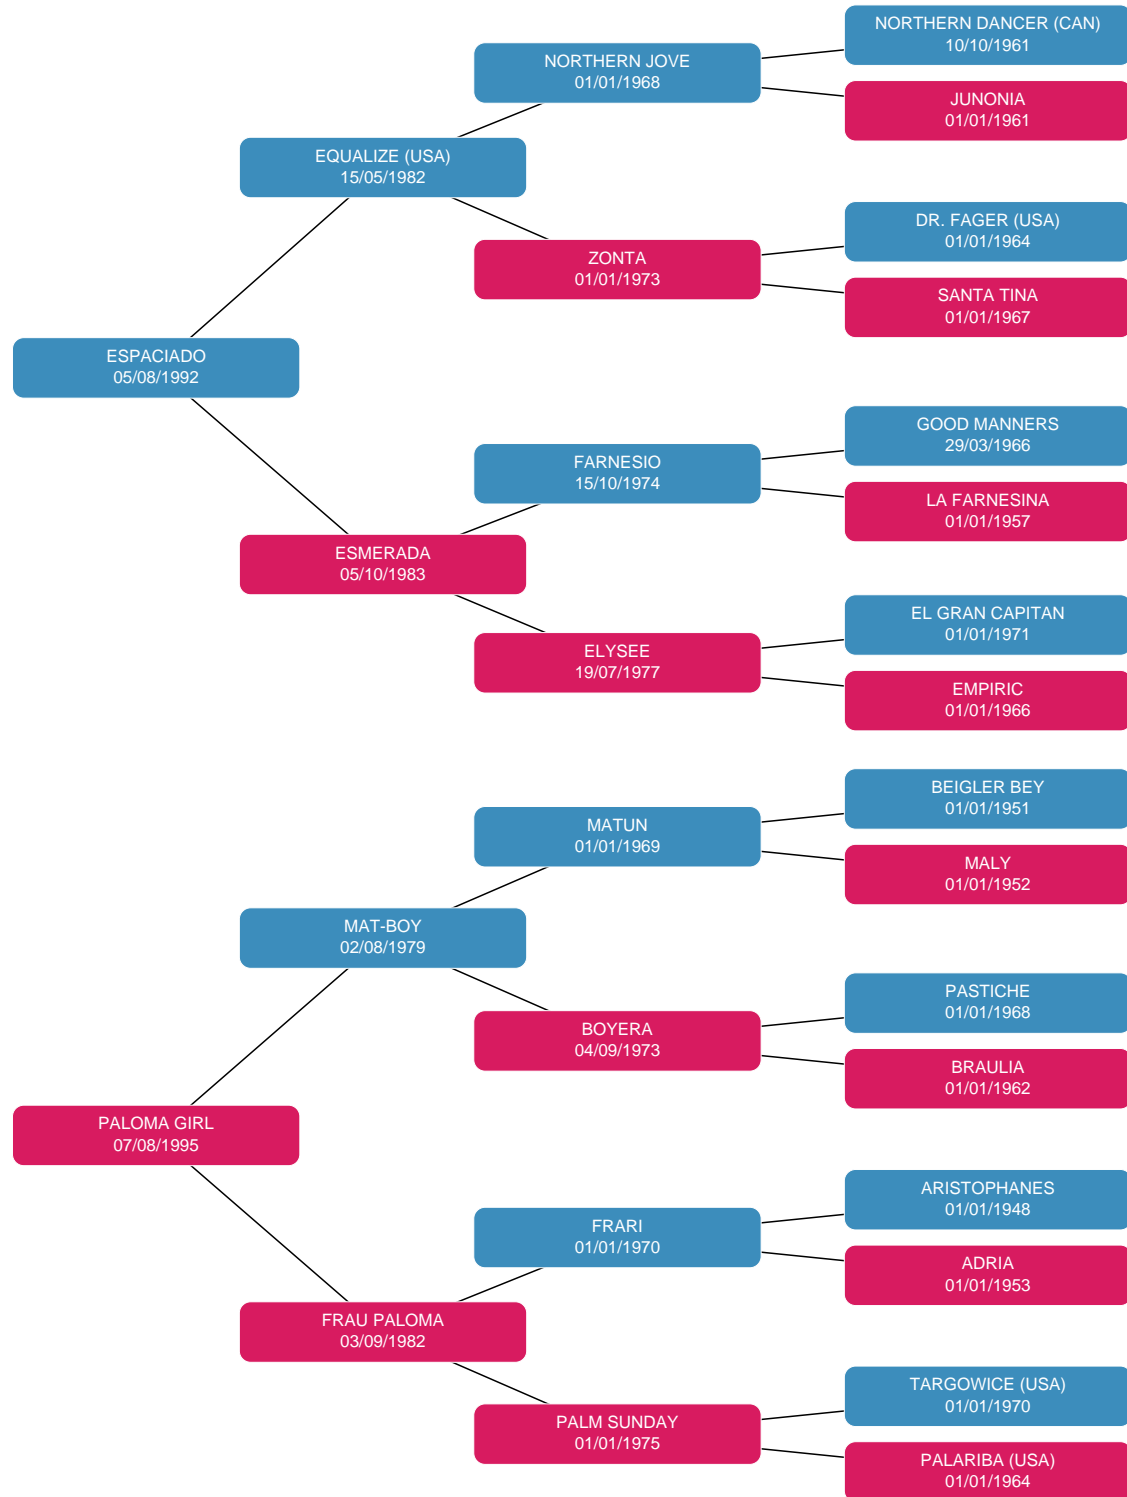 NORTHERN DANCER (CAN)
10/10/1961
NORTHERN JOVE
01/01/1968
JUNONIA
01/01/1961
EQUALIZE (USA)
15/05/1982
DR. FAGER (USA)
01/01/1964
ZONTA
01/01/1973
SANTA TINA
01/01/1967
ESPACIADO
05/08/1992
GOOD MANNERS
29/03/1966
FARNESIO
15/10/1974
LA FARNESINA
01/01/1957
ESMERADA
05/10/1983
EL GRAN CAPITAN
01/01/1971
ELYSEE
19/07/1977
EMPIRIC
01/01/1966
BEIGLER BEY
01/01/1951
MATUN
01/01/1969
MALY
01/01/1952
MAT-BOY
02/08/1979
PASTICHE
01/01/1968
BOYERA
04/09/1973
BRAULIA
01/01/1962
PALOMA GIRL
07/08/1995
ARISTOPHANES
01/01/1948
FRARI
01/01/1970
ADRIA
01/01/1953
FRAU PALOMA
03/09/1982
TARGOWICE (USA)
01/01/1970
PALM SUNDAY
01/01/1975
PALARIBA (USA)
01/01/1964